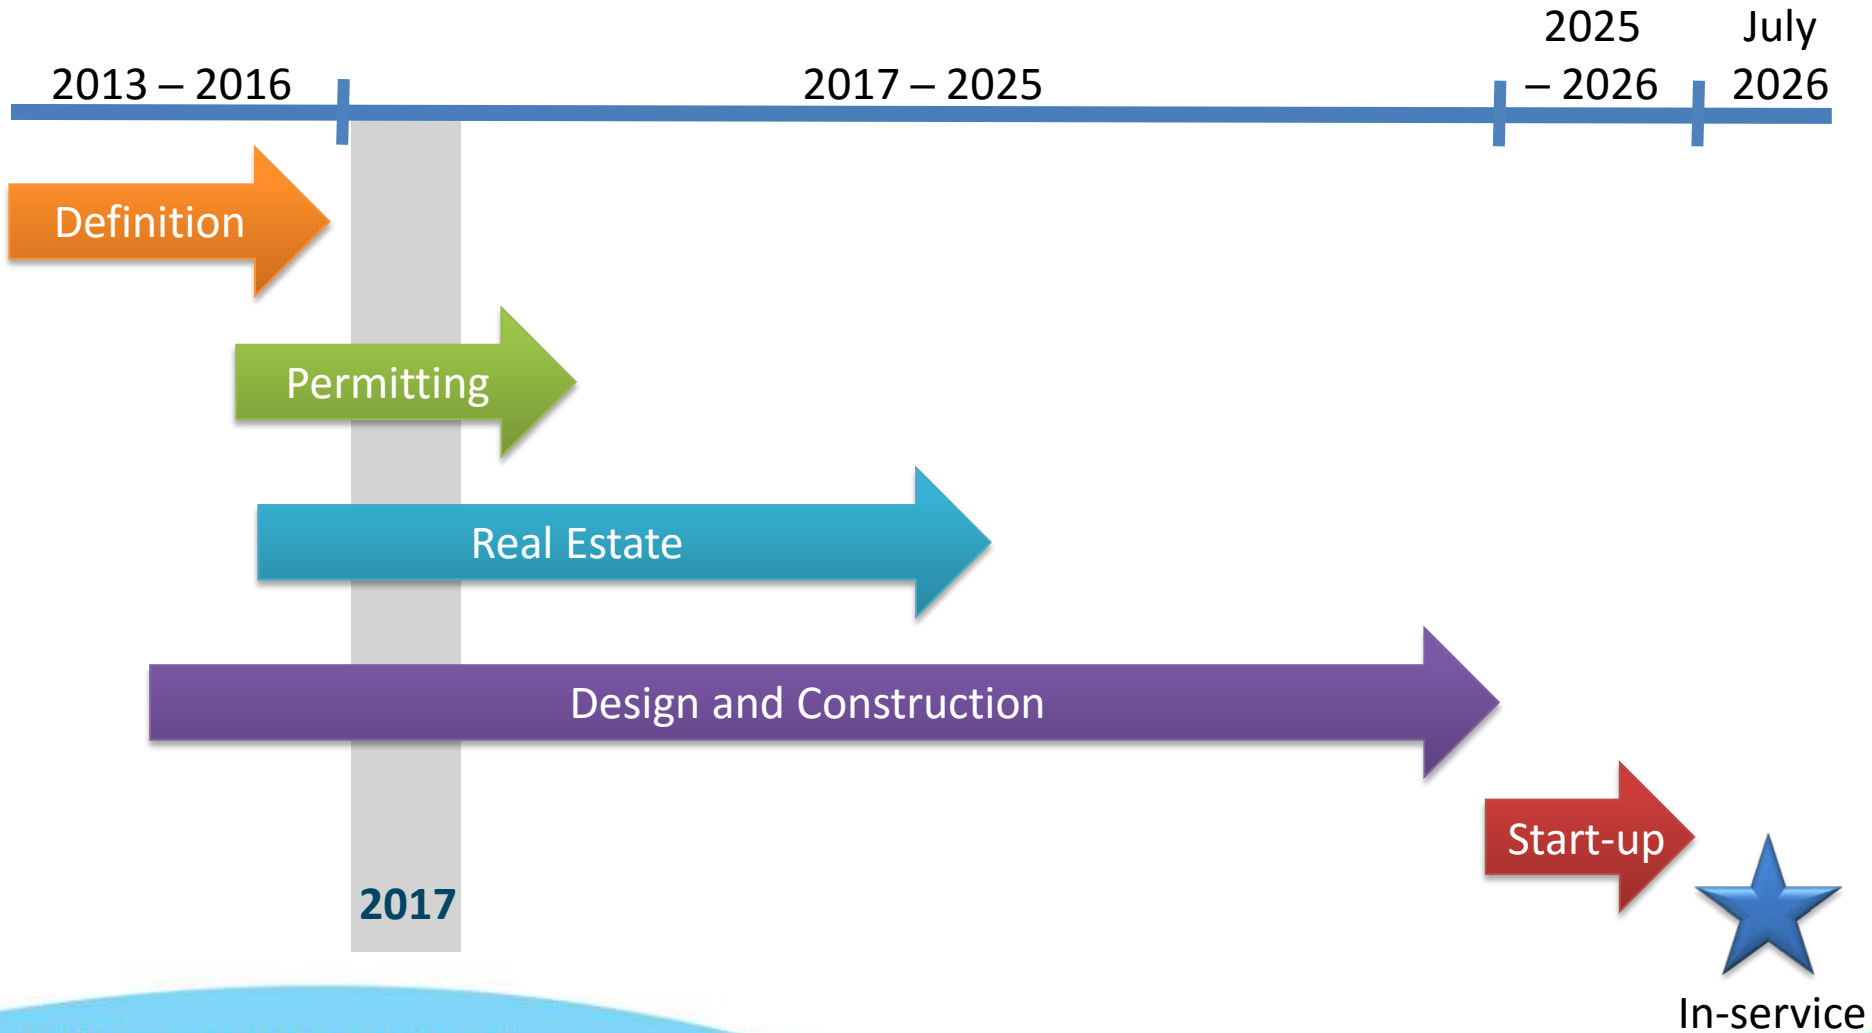 2013 – 2016
2017 – 2025
2025
– 2026
July
2026
Definition
Permitting
Real Estate
Design and Construction
Start-up
2017
In-service